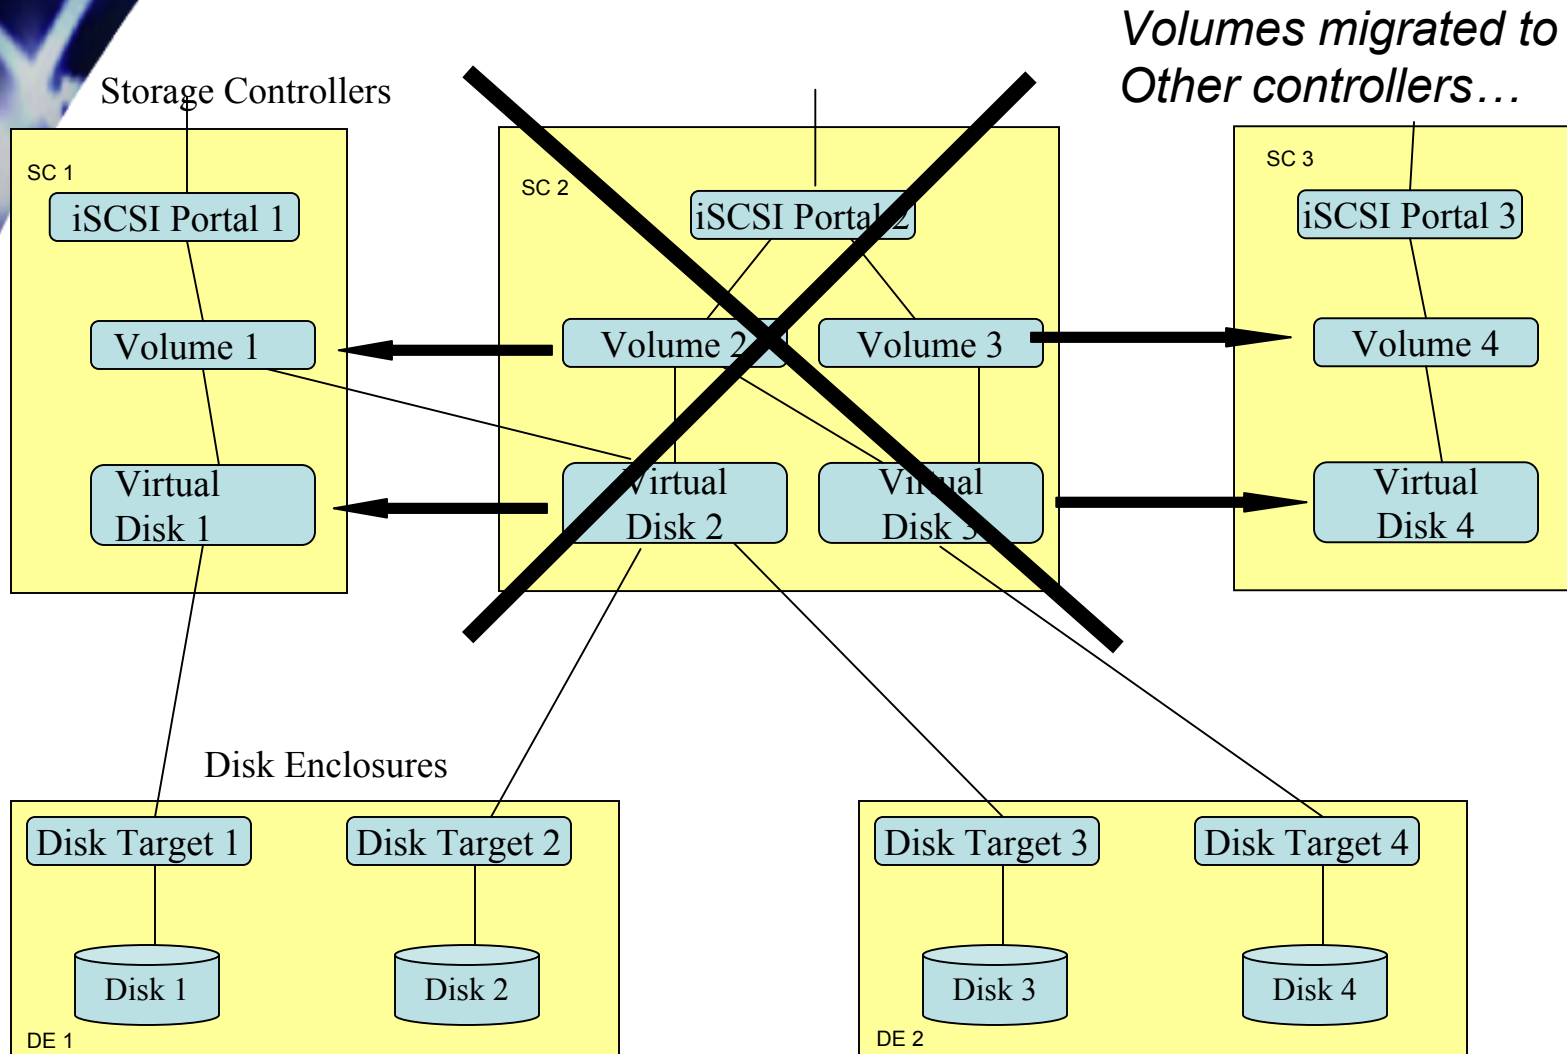 Volumes migrated to
Other controllers…
Storage Controllers
SC 1
iSCSI Portal 1
Volume 1
Virtual
Disk 1
SC 2
iSCSI Portal 2
Volume 2
Volume 3
Virtual
Disk 2
Virtual
Disk 3
SC 3
iSCSI Portal 3
Volume 4
Virtual
Disk 4
Disk Enclosures
Disk Target 1
Disk Target 2
Disk 1
Disk 2
DE 1
Disk Target 3
Disk Target 4
Disk 3
Disk 4
DE 2